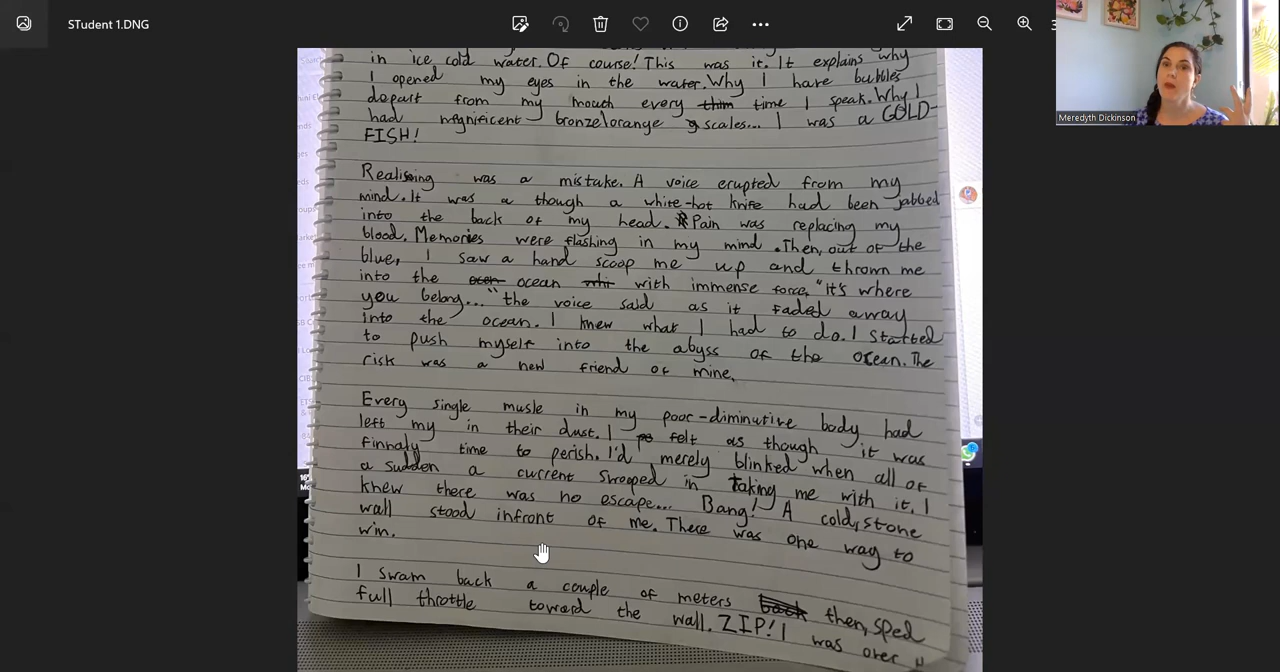 STudent 1.DNG
Meredyth Dickinson
in ice cold water. Of course! This was it. It explains why
I opened my eyes in the water. Why I have bubbles
depart from my mouth every thim time I speak. Why I
had magnificent bronze/orange scales... I was a GOLD-
FISH!
Realising was a mistake. A voice erupted from my
mind. It was a though a white-hot knife had been jabbed
into the back of my head. Pain was replacing my
blood. Memories were flashing in my mind. Then, out of the
blue, I saw a hand scoop me up and thrown me
into the ocean with immense force. "It's where
you belong..." the voice said as it faded away
into the ocean. I knew what I had to do. I started
to push myself into the abyss of the ocean. The
risk was a new friend of mine.
Every single musle in my poor-diminutive body had
left my in their dust. I felt as though it was
finnaly time to perish. I'd merely blinked when all of
a sudden a current swooped in taking me with it. I
knew there was no escape... Bang! A cold, stone
wall stood infront of me. There was one way to
win.
I swam back a couple of meters back then, sped
full throttle toward the wall. ZIP! I was over